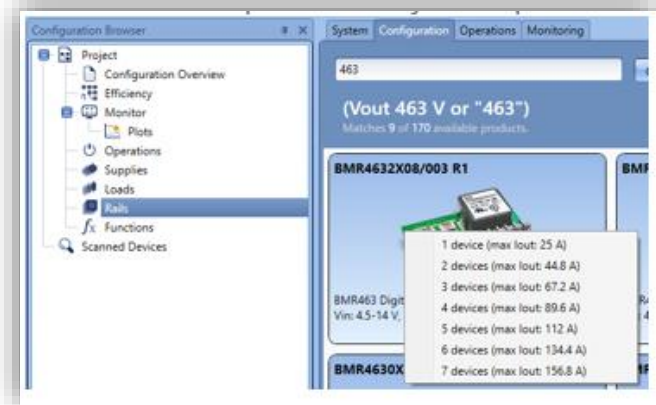 Configuration Browser
Project
Configuration Overview
Efficiency
Monitor
Plots
Operations
Supplies
Loads
Rails
Functions
Scanned Devices
System Configuration Operations Monitoring
463
(Vout 463 V or "463")
Matches 9 of 170 available products.
BMR4632X08/003 R1
BMR463 Digit
Vin: 4.5-14 V,
1 device (max Iout: 25 A)
2 devices (max Iout: 44.8 A)
3 devices (max Iout: 67.2 A)
4 devices (max Iout: 89.6 A)
5 devices (max Iout: 112 A)
6 devices (max Iout: 134.4 A)
7 devices (max Iout: 156.8 A)
BMR4630X